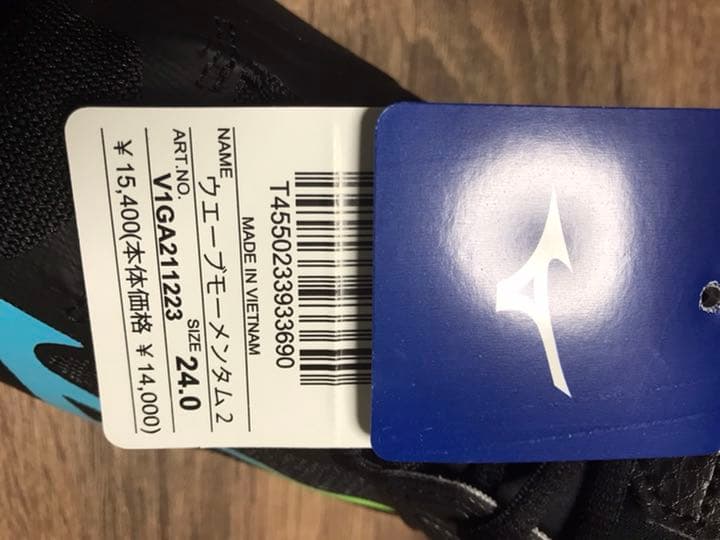 T4550233933690
MADE IN VIETNAM
NAME ウエーブモーメンタム2
ART.NO. V1GA211223 SIZE 24.0
¥15,400(本体価格¥14,000)